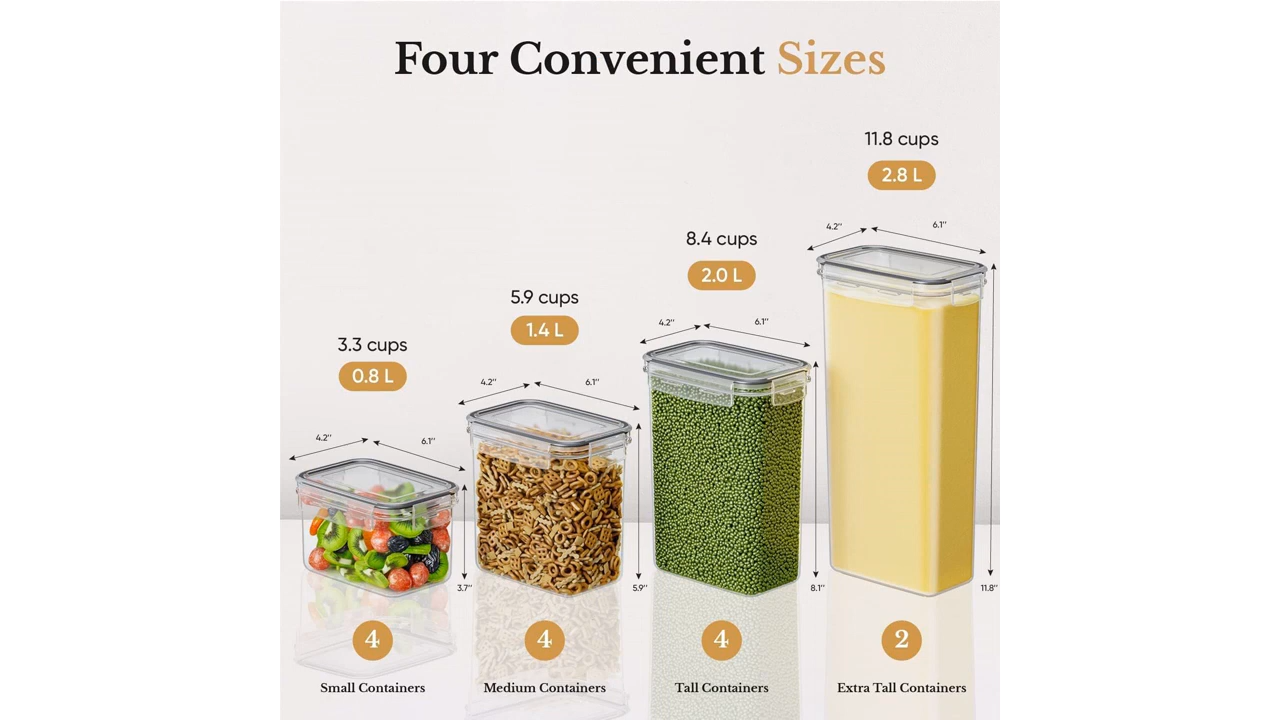 Four Convenient Sizes
11.8 cups
2.8 L
4.2" 6.1"
8.4 cups
2.0 L
4.2" 6.1"
5.9 cups
1.4 L
4.2" 6.1"
3.3 cups
0.8 L
4.2" 6.1"
3.7" 5.9" 8.1" 11.8"
4 4 4 2
Small Containers Medium Containers Tall Containers Extra Tall Containers